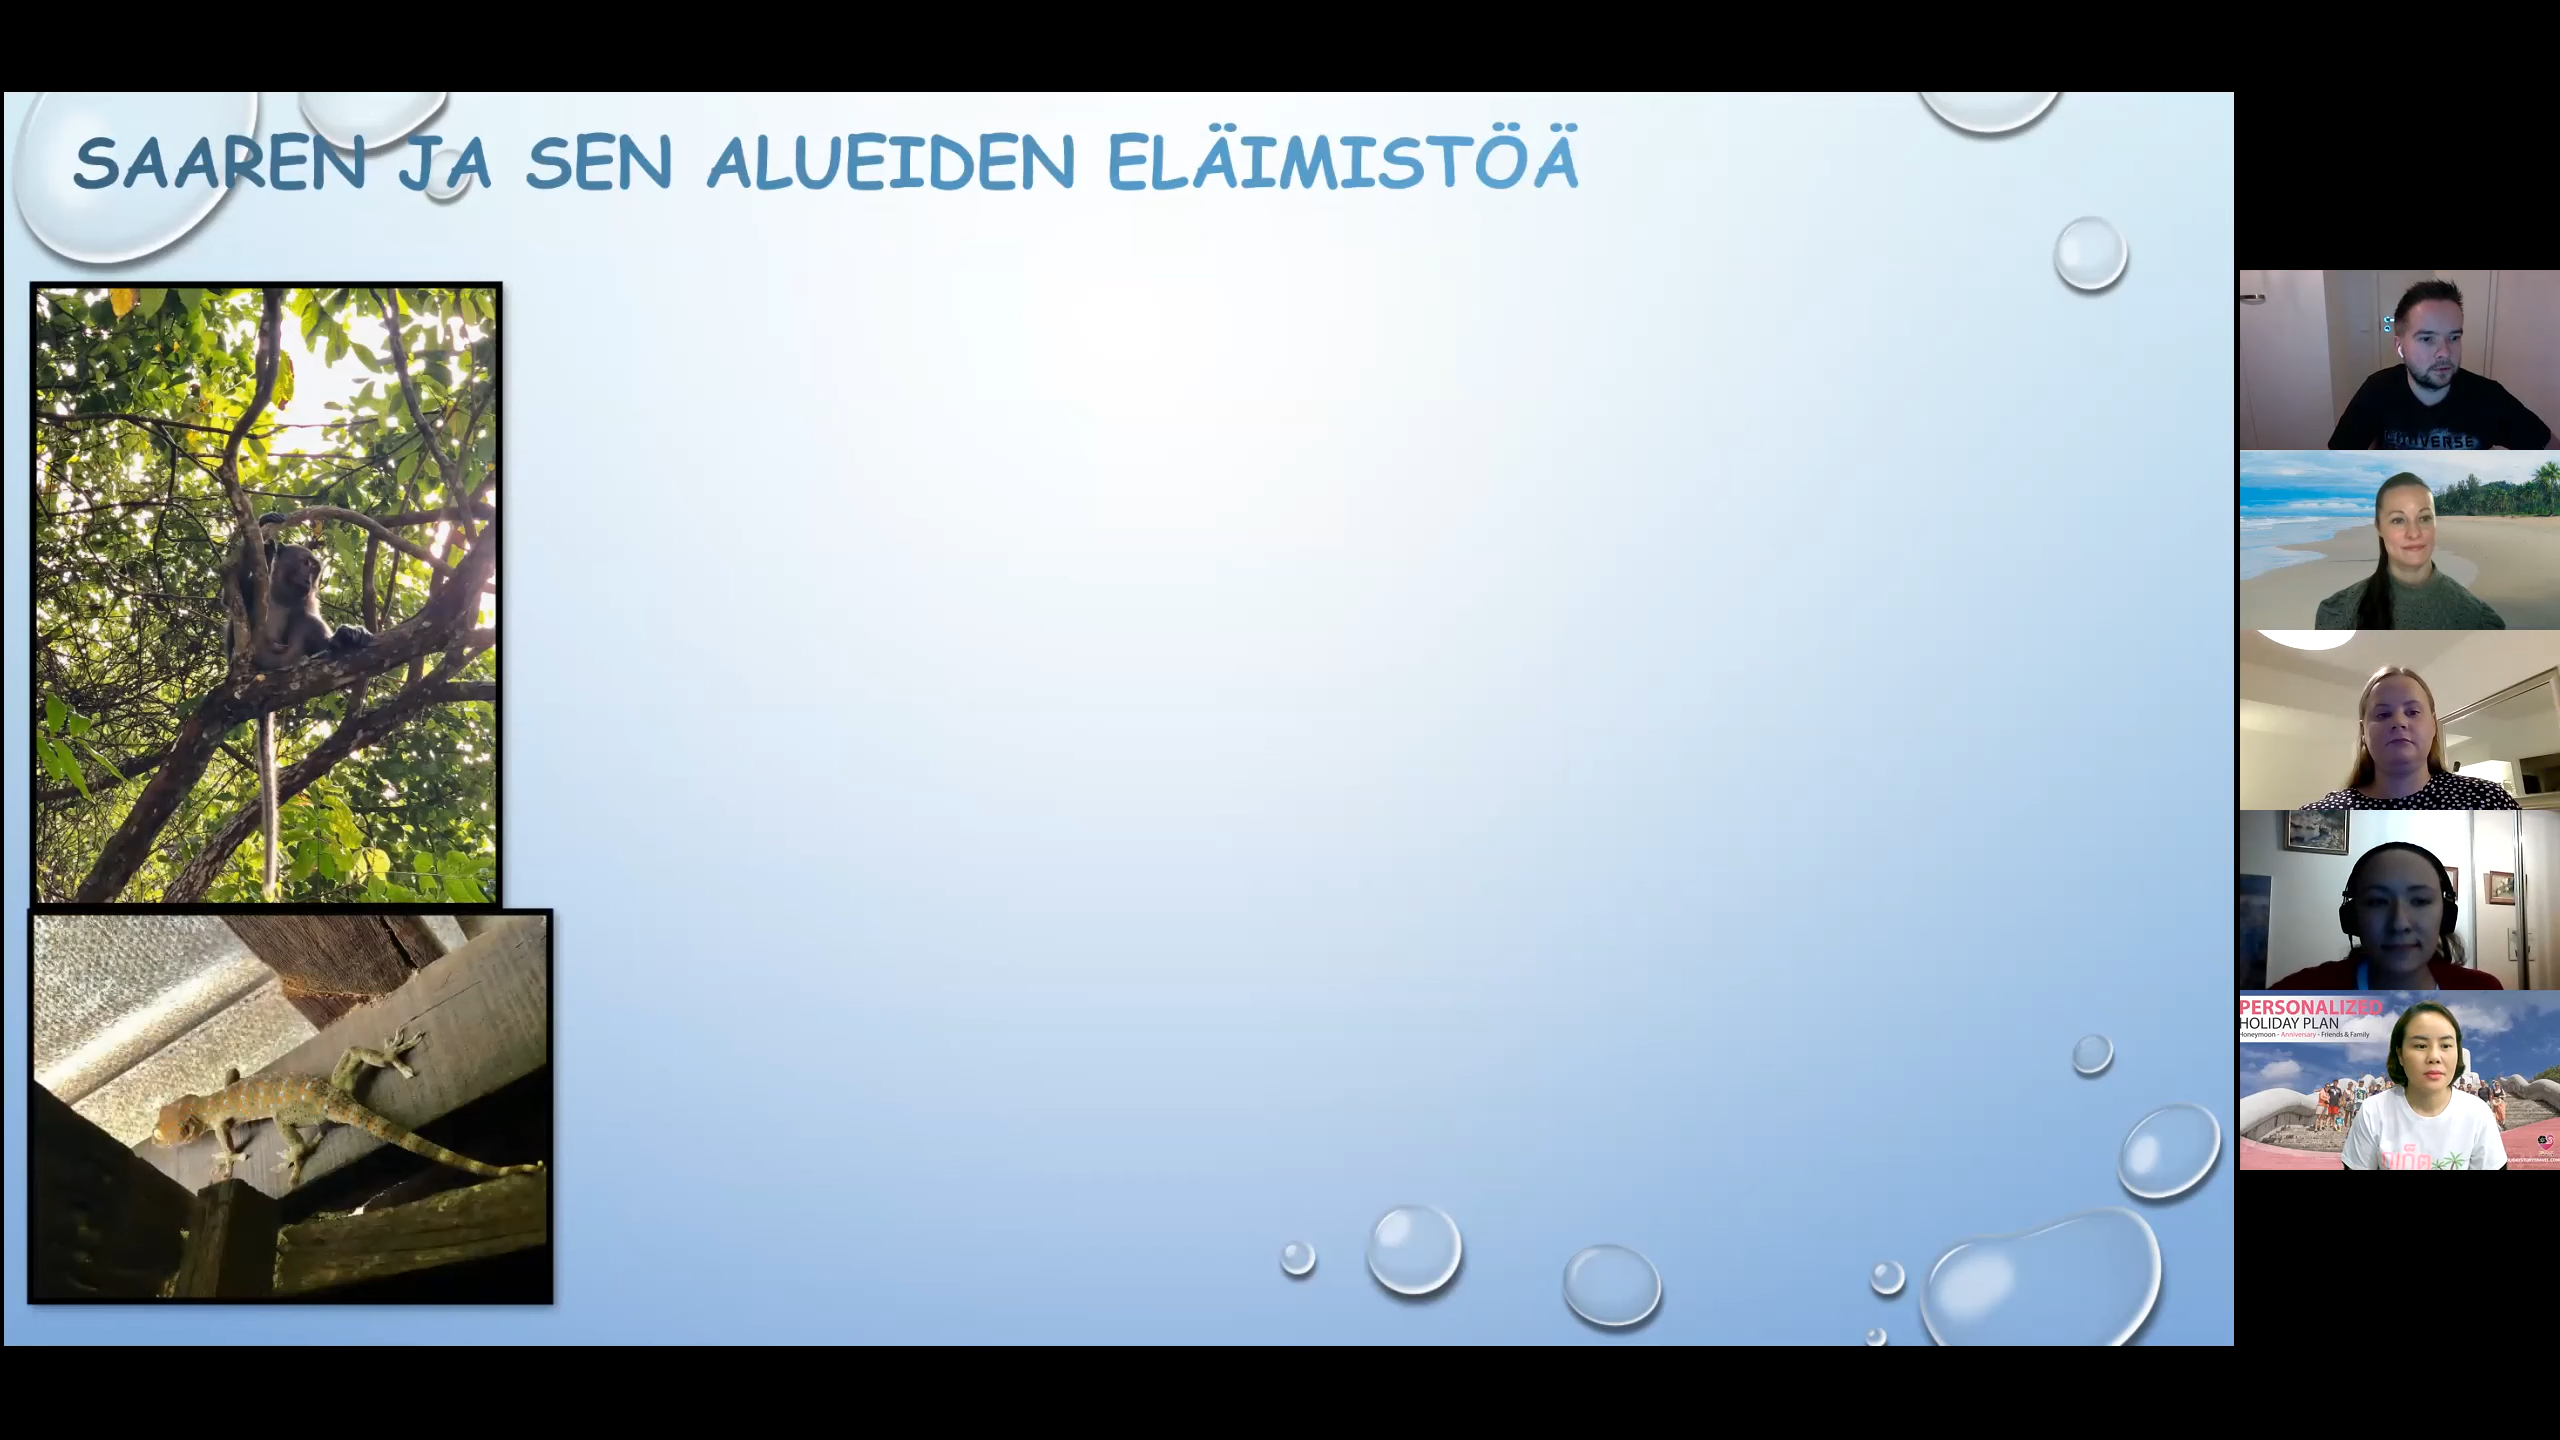 SAAREN JA SEN ALUEIDEN ELÄIMISTÖÄ
CONVERSE
PERSONALIZED
HOLIDAY PLAN
Honeymoon - Anniversary - Friends & Family